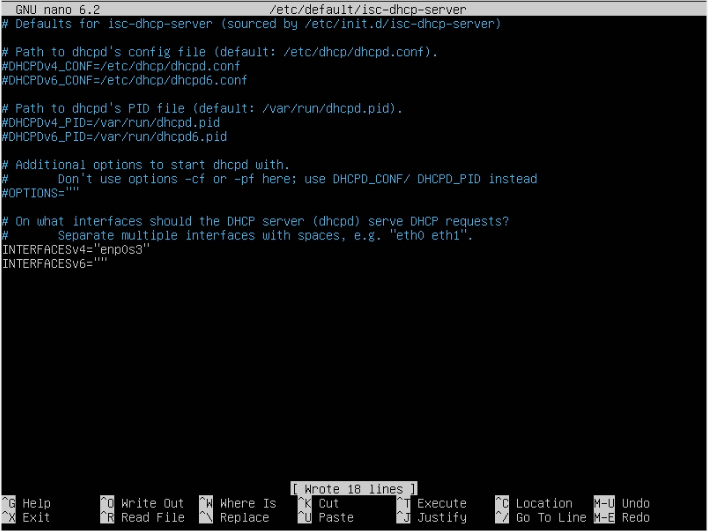 GNU nano 6.2 /etc/default/isc-dhcp-server
# Defaults for isc-dhcp-server (sourced by /etc/init.d/isc-dhcp-server)
# Path to dhcpd's config file (default: /etc/dhcp/dhcpd.conf).
#DHCPDv4_CONF=/etc/dhcp/dhcpd.conf
#DHCPDv6_CONF=/etc/dhcp/dhcpd6.conf
# Path to dhcpd's PID file (default: /var/run/dhcpd.pid).
#DHCPDv4_PID=/var/run/dhcpd.pid
#DHCPDv6_PID=/var/run/dhcpd6.pid
# Additional options to start dhcpd with.
#       Don't use options -cf or -pf here; use DHCPD_CONF/ DHCPD_PID instead
#OPTIONS=""
# On what interfaces should the DHCP server (dhcpd) serve DHCP requests?
#       Separate multiple interfaces with spaces, e.g. "eth0 eth1".
INTERFACESv4="enp0s3"
INTERFACESv6=""
[ Wrote 18 lines ]
^G Help ^O Write Out ^W Where Is ^K Cut ^T Execute ^C Location M-U Undo
^X Exit ^R Read File ^\ Replace ^U Paste ^J Justify ^/ Go To Line M-E Redo